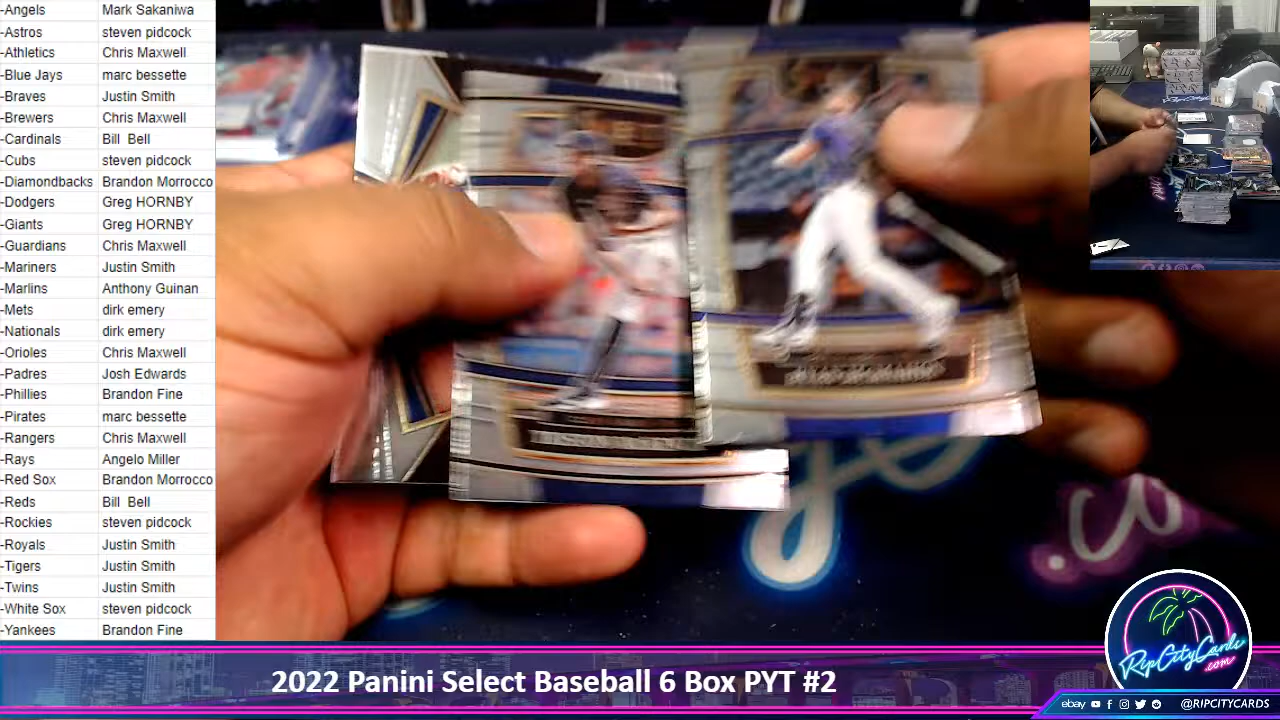 -Angels Mark Sakaniwa
-Astros steven pidcock
-Athletics Chris Maxwell
-Blue Jays marc bessette
-Braves Justin Smith
-Brewers Chris Maxwell
-Cardinals Bill Bell
-Cubs steven pidcock
-Diamondbacks Brandon Morrocco
-Dodgers Greg HORNBY
-Giants Greg HORNBY
-Guardians Chris Maxwell
-Mariners Justin Smith
-Marlins Anthony Guinan
-Mets dirk emery
-Nationals dirk emery
-Orioles Chris Maxwell
-Padres Josh Edwards
-Phillies Brandon Fine
-Pirates marc bessette
-Rangers Chris Maxwell
-Rays Angelo Miller
-Red Sox Brandon Morrocco
-Reds Bill Bell
-Rockies steven pidcock
-Royals Justin Smith
-Tigers Justin Smith
-Twins Justin Smith
-White Sox steven pidcock
-Yankees Brandon Fine
.co
RipCityCards
.com
2022 Panini Select Baseball 6 Box PYT #2
ebay @RIPCITYCARDS